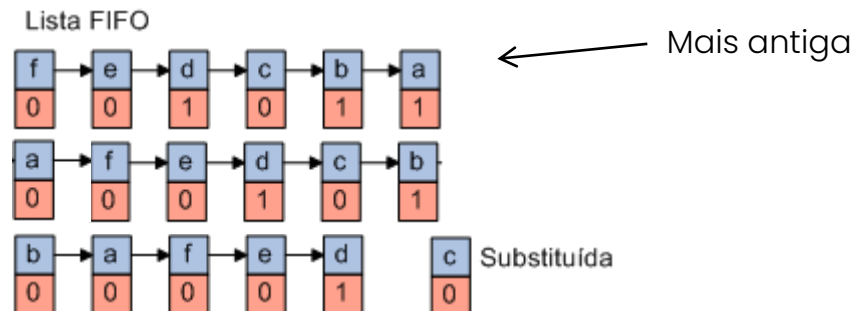 Lista FIFO
Mais antiga
f e d c b a
0 0 1 0 1 1
a f e d c b
0 0 0 1 0 1
b a f e d c Substituída
0 0 0 0 1 0